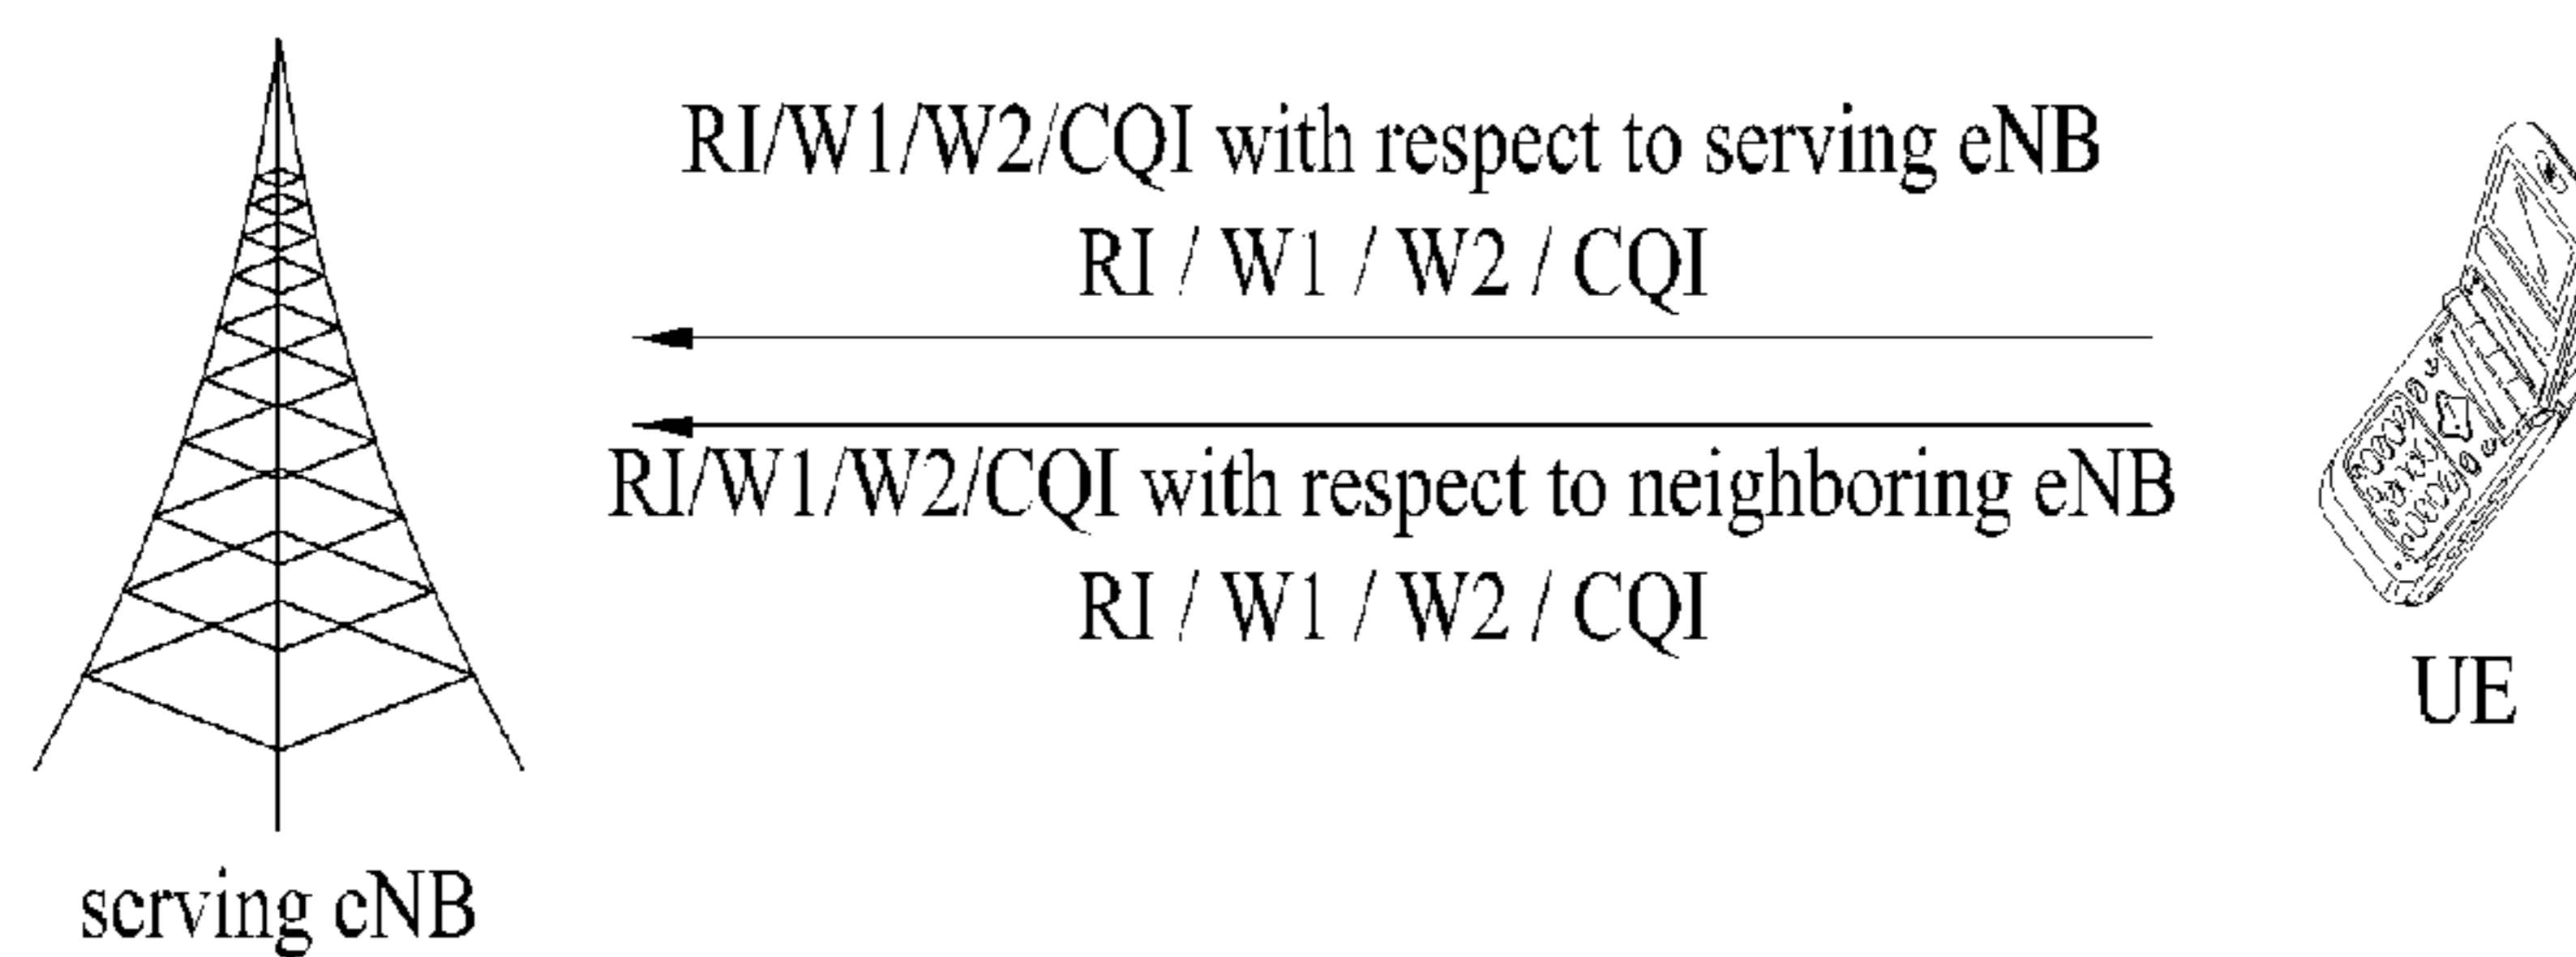 RI/W1/W2/CQI with respect to serving eNB
RI / W1 / W2 / CQI
RI/W1/W2/CQI with respect to neighboring eNB
RI / W1 / W2 / CQI
UE
serving eNB